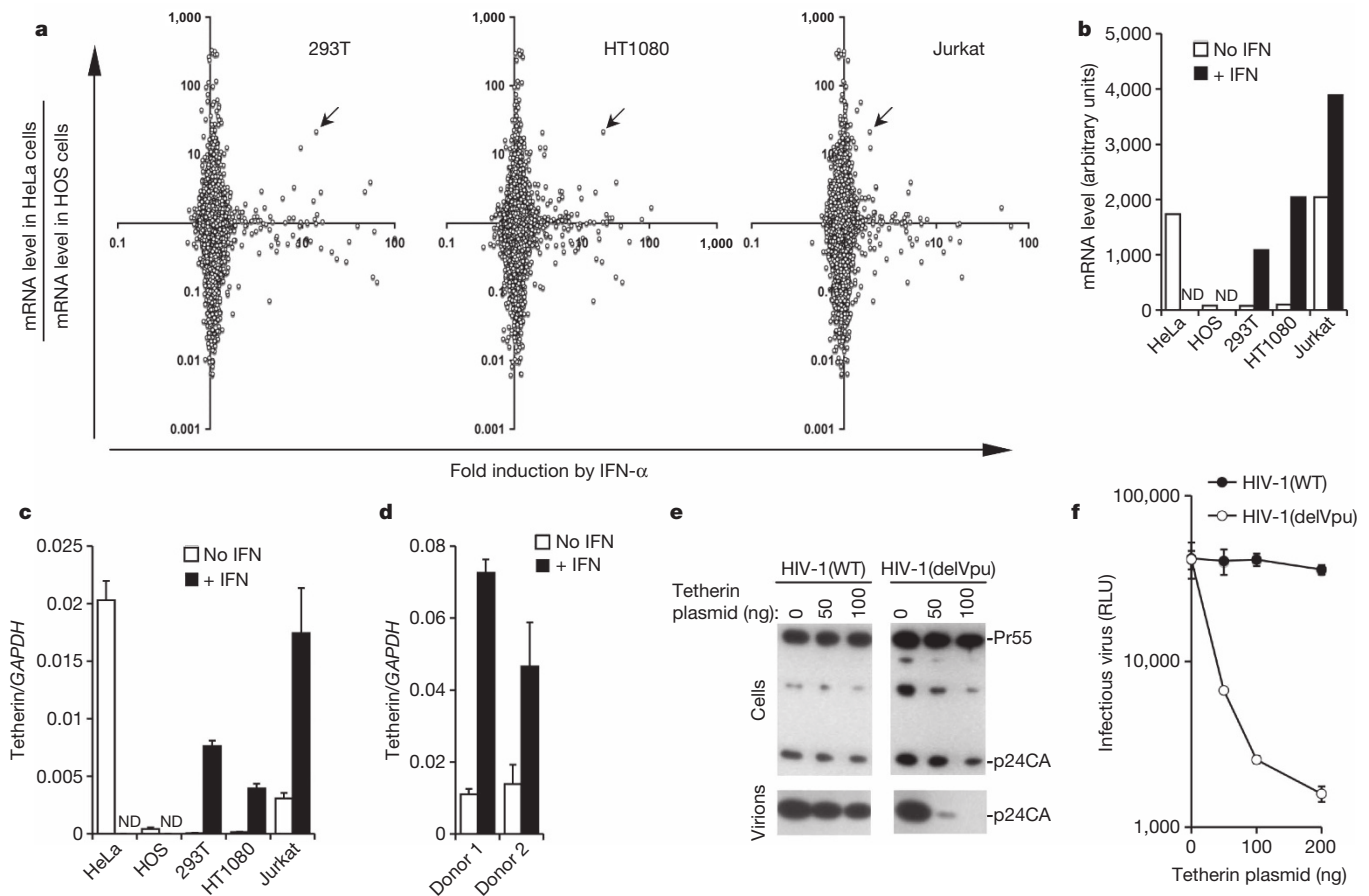 a
mRNA level in HeLa cells
mRNA level in HOS cells
1,000
100
10
0.1
0.01
0.001
0.1
10
100
293T
1,000
100
10
0.1
0.01
0.001
0.1
10
100
1,000
HT1080
1,000
100
10
0.1
0.01
0.001
0.1
10
100
Jurkat
Fold induction by IFN-α
b
mRNA level (arbitrary units)
5,000
4,000
3,000
2,000
1,000
0
No IFN
+ IFN
ND
ND
HeLa
HOS
293T
HT1080
Jurkat
c
Tetherin/GAPDH
0.025
0.02
0.015
0.01
0.005
0
No IFN
+ IFN
ND
ND
HeLa
HOS
293T
HT1080
Jurkat
d
Tetherin/GAPDH
0.08
0.06
0.04
0.02
0
No IFN
+ IFN
Donor 1
Donor 2
e
HIV-1(WT) HIV-1(delVpu)
Tetherin
plasmid (ng): 0 50 100 0 50 100
-Pr55
Cells
-p24CA
Virions
-p24CA
f
HIV-1(WT)
HIV-1(delVpu)
Infectious virus (RLU)
100,000
10,000
1,000
0 100 200
Tetherin plasmid (ng)